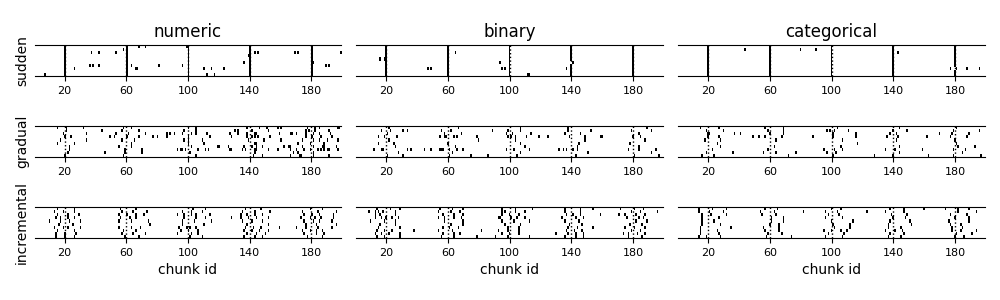 numeric binary categorical
sudden
20 60 100 140 180 20 60 100 140 180 20 60 100 140 180
gradual
20 60 100 140 180 20 60 100 140 180 20 60 100 140 180
incremental
20 60 100 140 180 20 60 100 140 180 20 60 100 140 180
chunk id chunk id chunk id